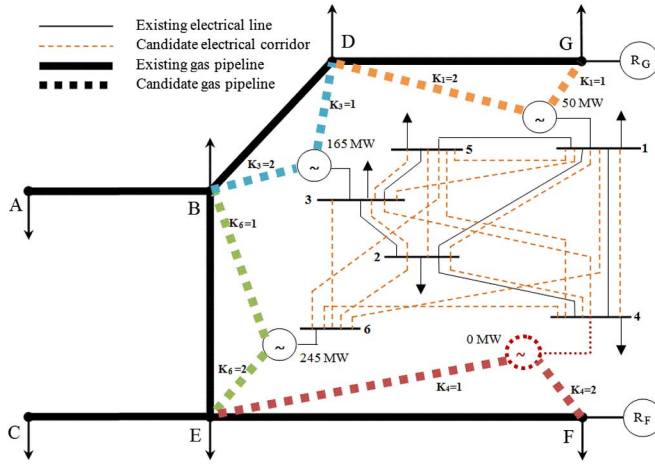 Existing electrical line
Candidate electrical corridor
Existing gas pipeline
Candidate gas pipeline
D
G
R_G
K₁=2
K₁=1
50 MW
K₃=1
165 MW
5
1
K₃=2
3
A
B
K₆=1
2
6
4
0 MW
245 MW
K₆=2
K₄=1
K₄=2
C
E
F
R_F